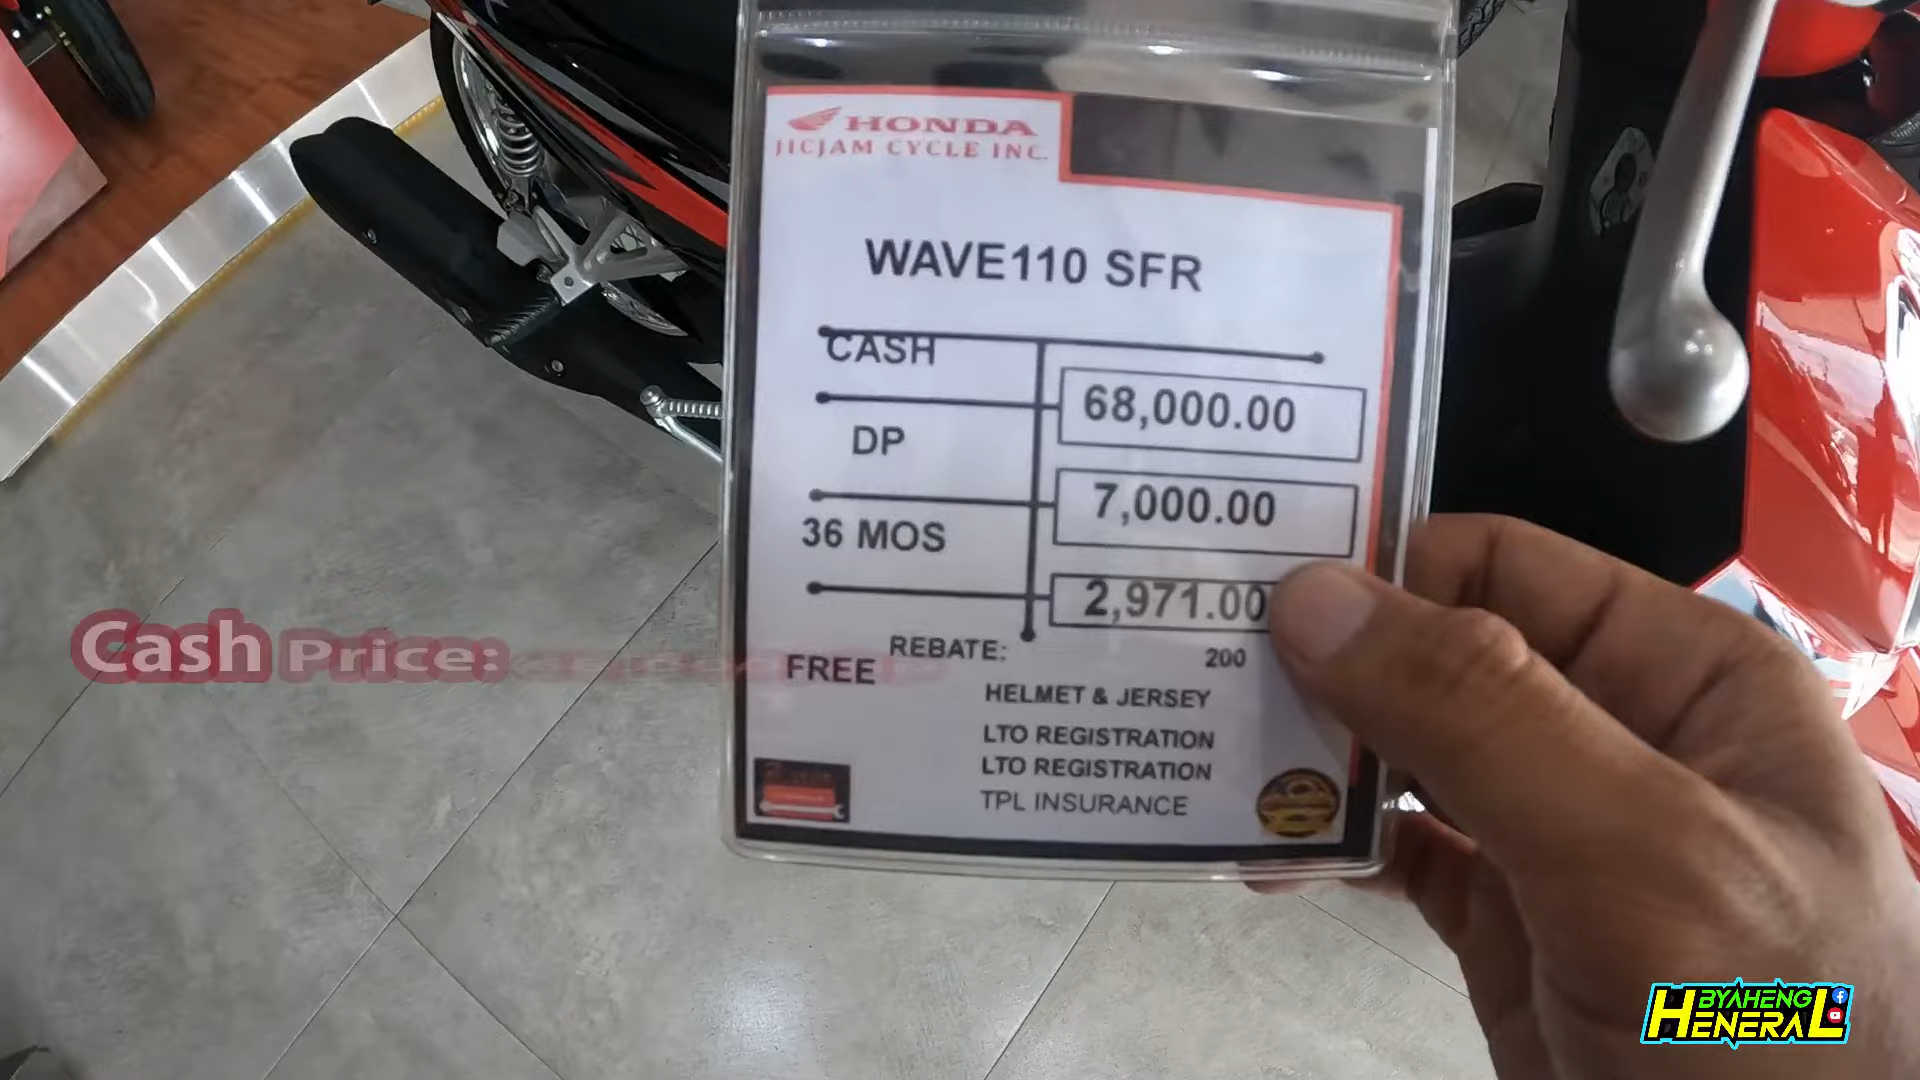 HONDA
JICJAM CYCLE INC.
WAVE110 SFR
CASH
68,000.00
DP
7,000.00
36 MOS
2,971.00
REBATE: 200
FREE
HELMET & JERSEY
LTO REGISTRATION
LTO REGISTRATION
TPL INSURANCE
Cash Price:
BYAHENG
HENERAL